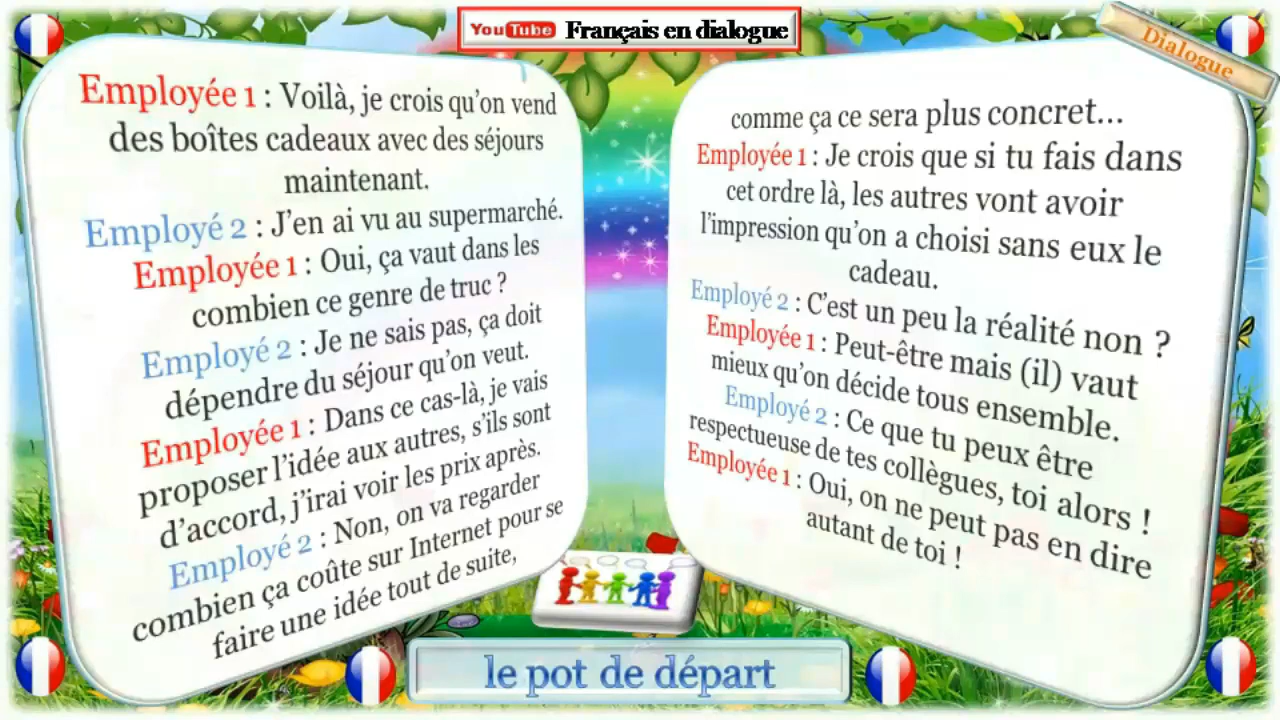 YouTube Français en dialogue
Dialogue
Employée 1 : Voilà, je crois qu'on vend
des boîtes cadeaux avec des séjours
maintenant.
Employé 2 : J'en ai vu au supermarché.
Employée 1 : Oui, ça vaut dans les
combien ce genre de truc ?
Employé 2 : Je ne sais pas, ça doit
dépendre du séjour qu'on veut.
Employée 1 : Dans ce cas-là, je vais
proposer l'idée aux autres, s'ils sont
d'accord, j'irai voir les prix après.
Employé 2 : Non, on va regarder
combien ça coûte sur Internet pour se
faire une idée tout de suite,
comme ça ce sera plus concret...
Employée 1 : Je crois que si tu fais dans
cet ordre là, les autres vont avoir
l'impression qu'on a choisi sans eux le
cadeau.
Employé 2 : C'est un peu la réalité non ?
Employée 1 : Peut-être mais (il) vaut
mieux qu'on décide tous ensemble.
Employé 2 : Ce que tu peux être
respectueuse de tes collègues, toi alors !
Employée 1 : Oui, on ne peut pas en dire
autant de toi !
le pot de départ